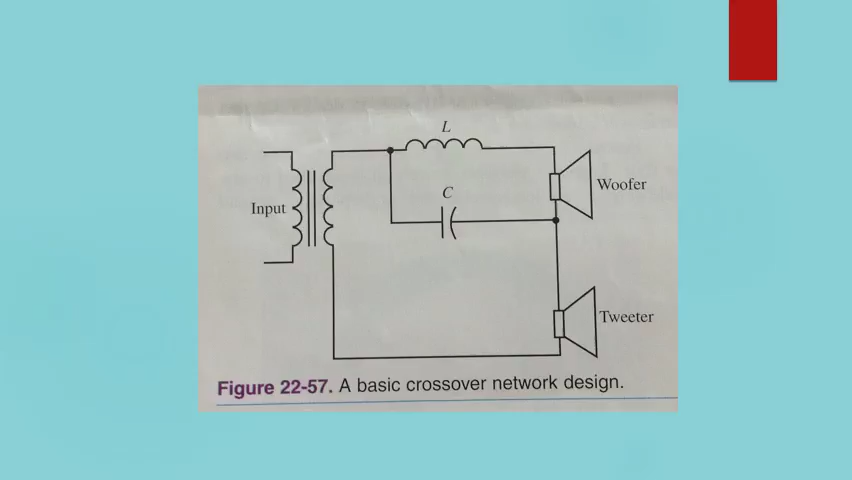 L
C
Woofer
Input
Tweeter
Figure 22-57. A basic crossover network design.